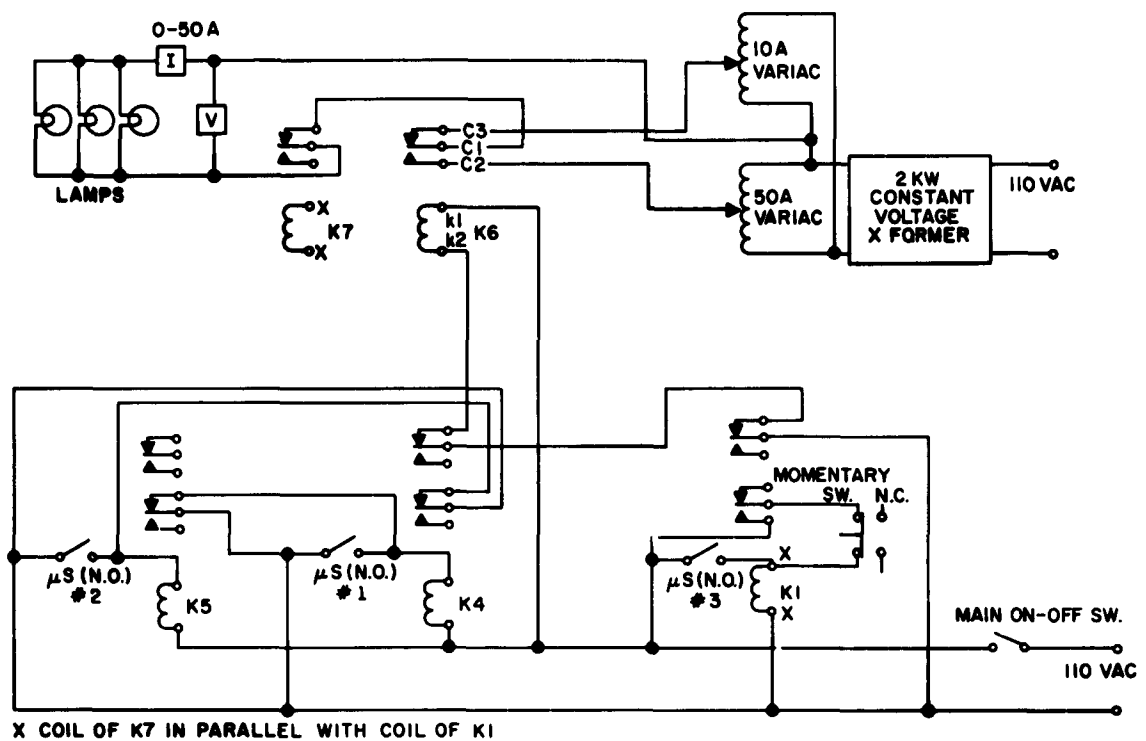 0-50A
I
V
LAMPS
10A
VARIAC
C3
C1
C2
50A
VARIAC
2 KW
CONSTANT
VOLTAGE
X FORMER
110 VAC
X
K7
X
k1
k2
K6
MOMENTARY
SW. N.C.
μS (N.O.)
#2
K5
μS (N.O.)
#1
K4
μS (N.O.)
#3
X
K1
X
MAIN ON-OFF SW.
110 VAC
X COIL OF K7 IN PARALLEL WITH COIL OF K1